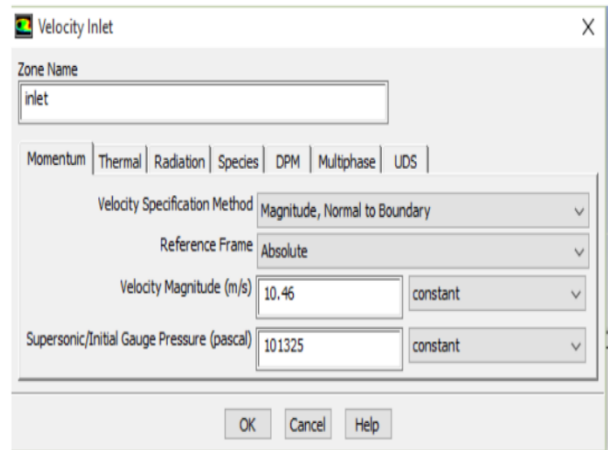 Velocity Inlet
Zone Name
inlet
Momentum Thermal Radiation Species DPM Multiphase UDS
Velocity Specification Method Magnitude, Normal to Boundary
Reference Frame Absolute
Velocity Magnitude (m/s) 10.46 constant
Supersonic/Initial Gauge Pressure (pascal) 101325 constant
OK Cancel Help